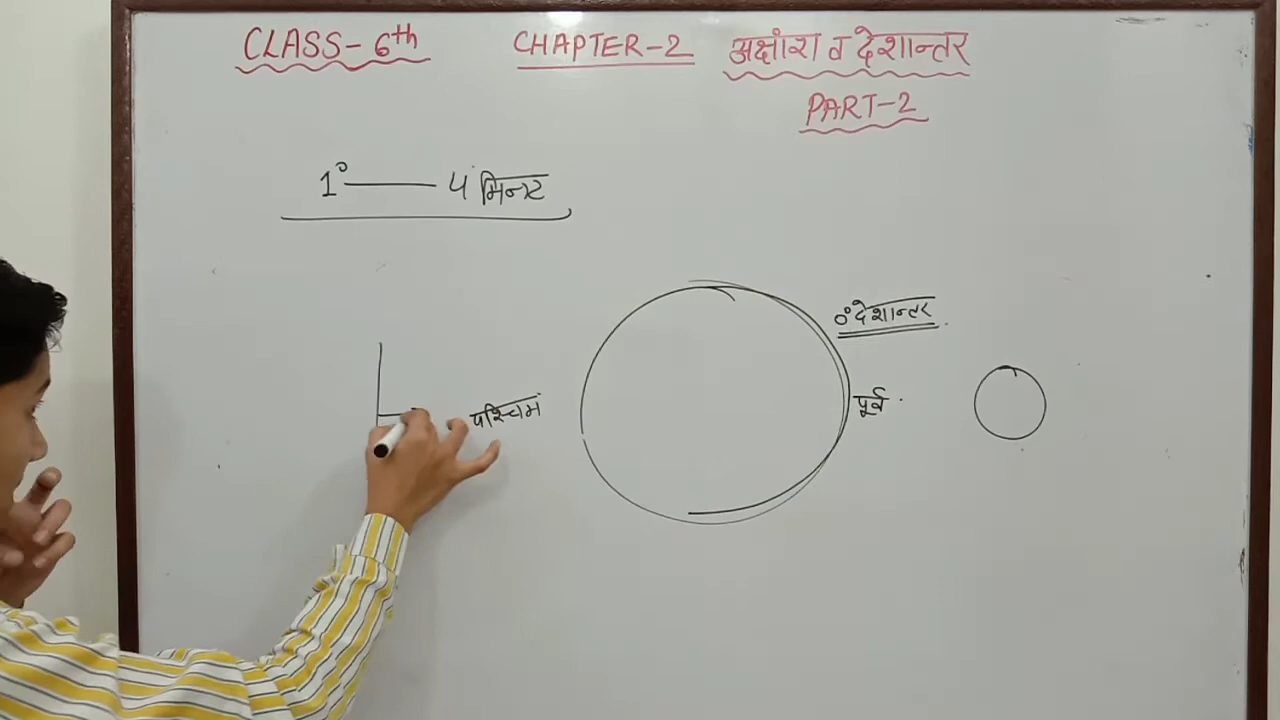 CLASS-6th CHAPTER-2 अक्षांश व देशान्तर
PART-2
1° — 4 मिनट
0° देशान्तर
पश्चिम
पूर्व